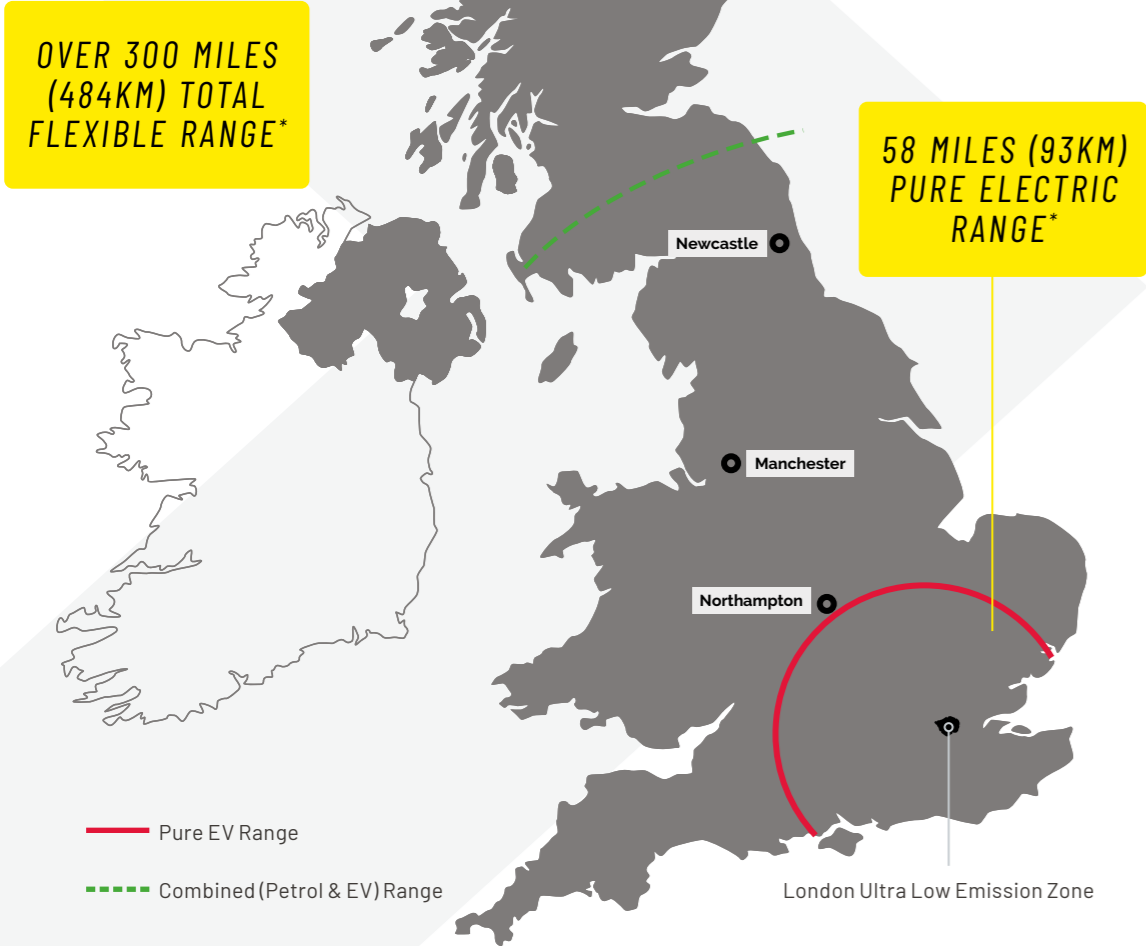 OVER 300 MILES
(484KM) TOTAL
FLEXIBLE RANGE*
58 MILES (93KM)
PURE ELECTRIC
RANGE*
Newcastle
Manchester
Northampton
Pure EV Range
Combined (Petrol & EV) Range
London Ultra Low Emission Zone